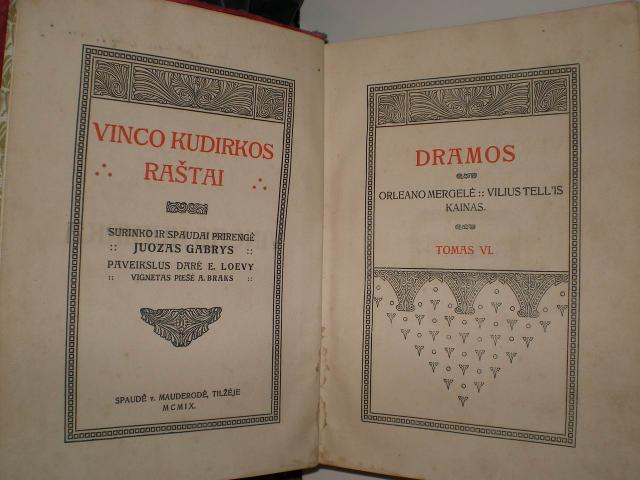 VINCO KUDIRKOS
RAŠTAI
SURINKO IR SPAUDAI PRIRENGĖ
:: JUOZAS GABRYS ::
PAVEIKSLUS DARĖ E. LOEVY
:: VIGNETAS PIEŠĖ A. BRAKS ::
SPAUDĖ v. MAUDERODĖ, TILŽĖJE
MCMIX.
DRAMOS
ORLEANO MERGELĖ :: VILIUS TELL'IS
KAINAS.
TOMAS VI.